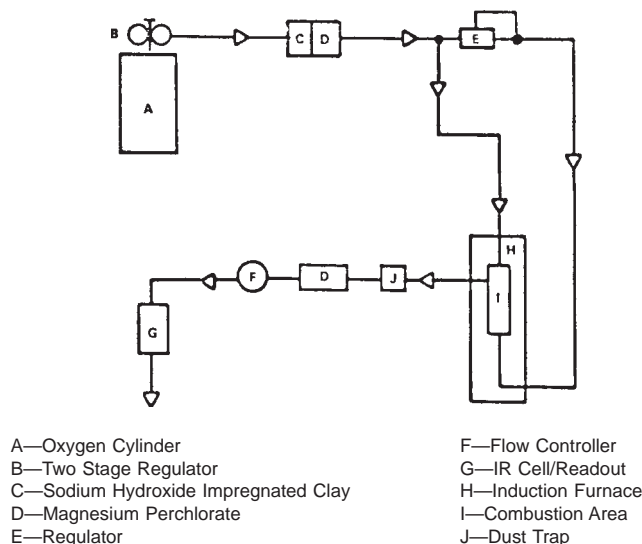 B
C D
E
A
H
F
D
J
I
G
A—Oxygen Cylinder
B—Two Stage Regulator
C—Sodium Hydroxide Impregnated Clay
D—Magnesium Perchlorate
E—Regulator
F—Flow Controller
G—IR Cell/Readout
H—Induction Furnace
I—Combustion Area
J—Dust Trap